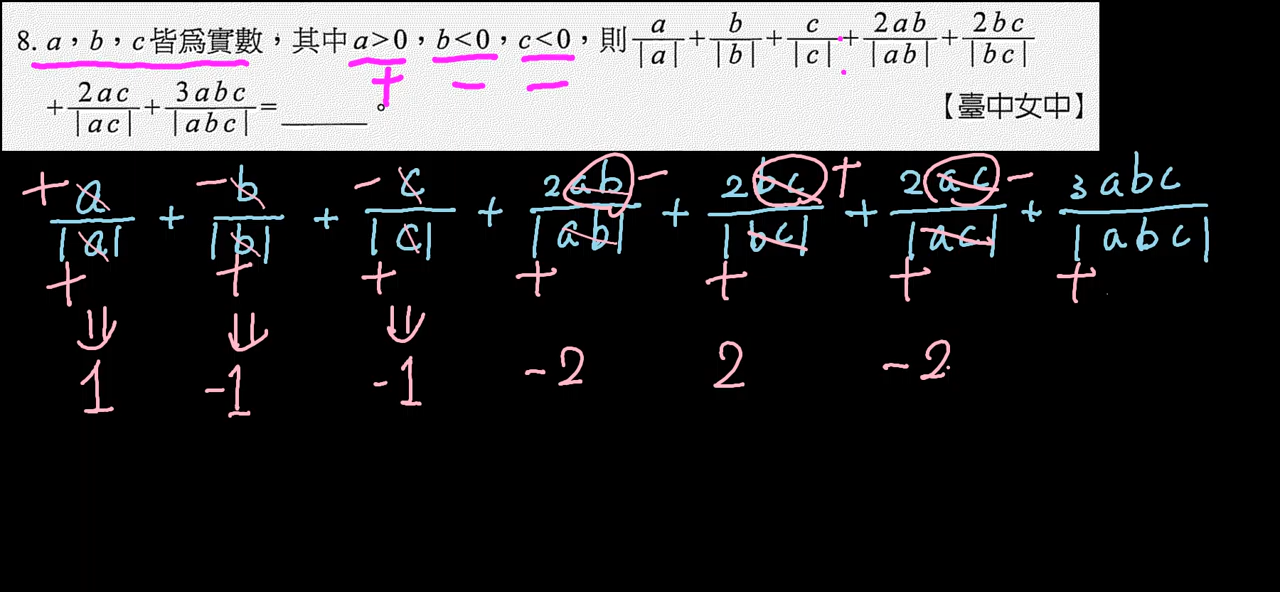 8. a，b，c皆為實數，其中a>0，b<0，c<0，則 a/|a| + b/|b| + c/|c| + 2ab/|ab| + 2bc/|bc|
+ 2ac/|ac| + 3abc/|abc| = ______。 【臺中女中】
+ - -
+ - - - + -
a/|a| + b/|b| + c/|c| + 2ab/|ab| + 2bc/|bc| + 2ac/|ac| + 3abc/|abc|
+ + + + + + +
⇓ ⇓ ⇓
1 -1 -1 -2 2 -2